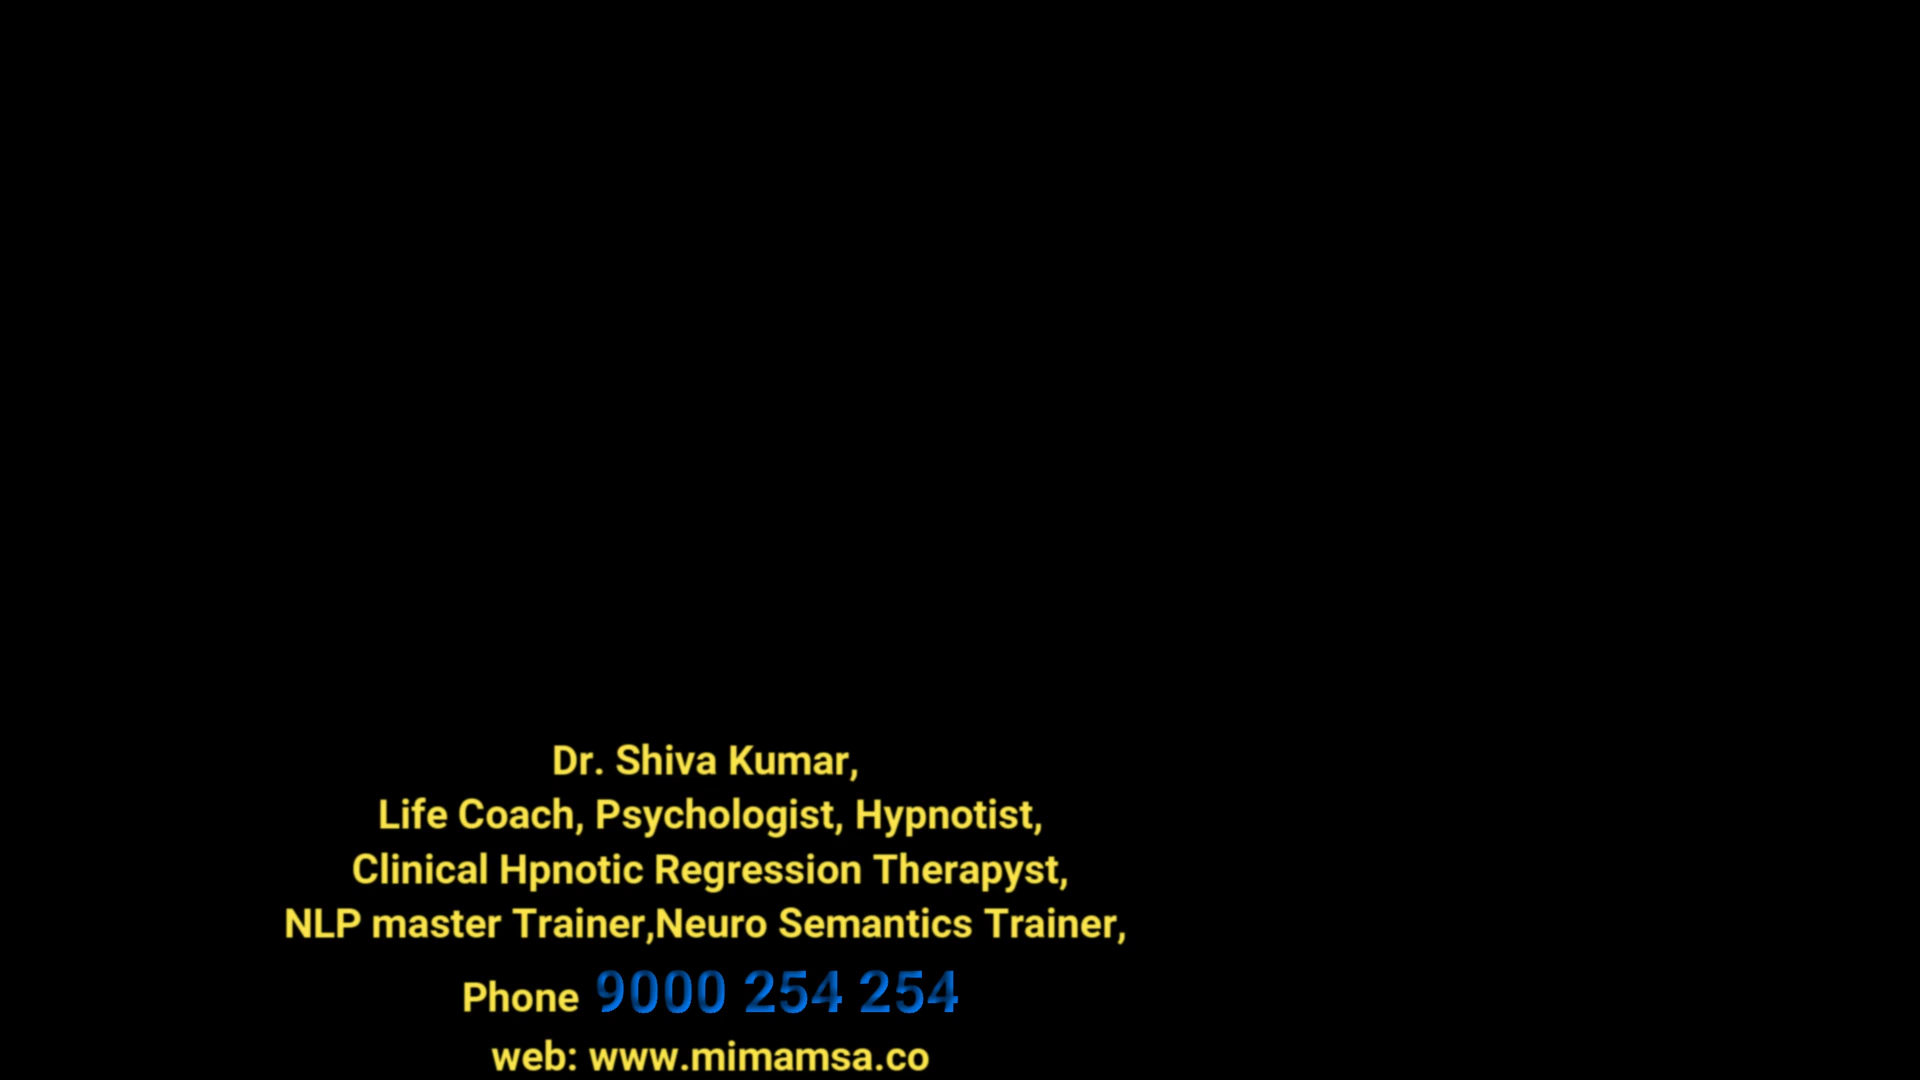 Dr. Shiva Kumar,
Life Coach, Psychologist, Hypnotist,
Clinical Hpnotic Regression Therapyst,
NLP master Trainer,Neuro Semantics Trainer,
Phone 9000 254 254
web: www.mimamsa.co